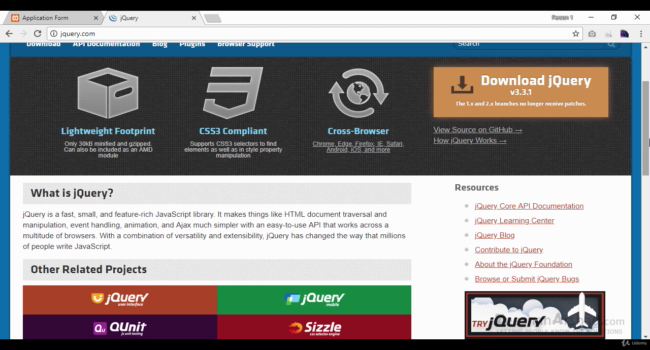 Application Form
jQuery
jquery.com
Download API Documentation Blog Plugins Browser Support
Search
Lightweight Footprint
Only 30kB minified and gzipped.
Can also be included as an AMD
module
CSS3 Compliant
Supports CSS3 selectors to find
elements as well as in style property
manipulation
Cross-Browser
Chrome, Edge, Firefox, IE, Safari,
Android, iOS, and more
Download jQuery
v3.3.1
The 1.x and 2.x branches no longer receive patches.
View Source on GitHub →
How jQuery Works →
What is jQuery?
jQuery is a fast, small, and feature-rich JavaScript library. It makes things like HTML document traversal and
manipulation, event handling, animation, and Ajax much simpler with an easy-to-use API that works across a
multitude of browsers. With a combination of versatility and extensibility, jQuery has changed the way that millions
of people write JavaScript.
Other Related Projects
jQuery
user interface
jQuery
mobile
QUnit
js unit testing
Sizzle
css selector engine
Resources
jQuery Core API Documentation
jQuery Learning Center
jQuery Blog
Contribute to jQuery
About the jQuery Foundation
Browse or Submit jQuery Bugs
TRY jQuery
.com
Udemy